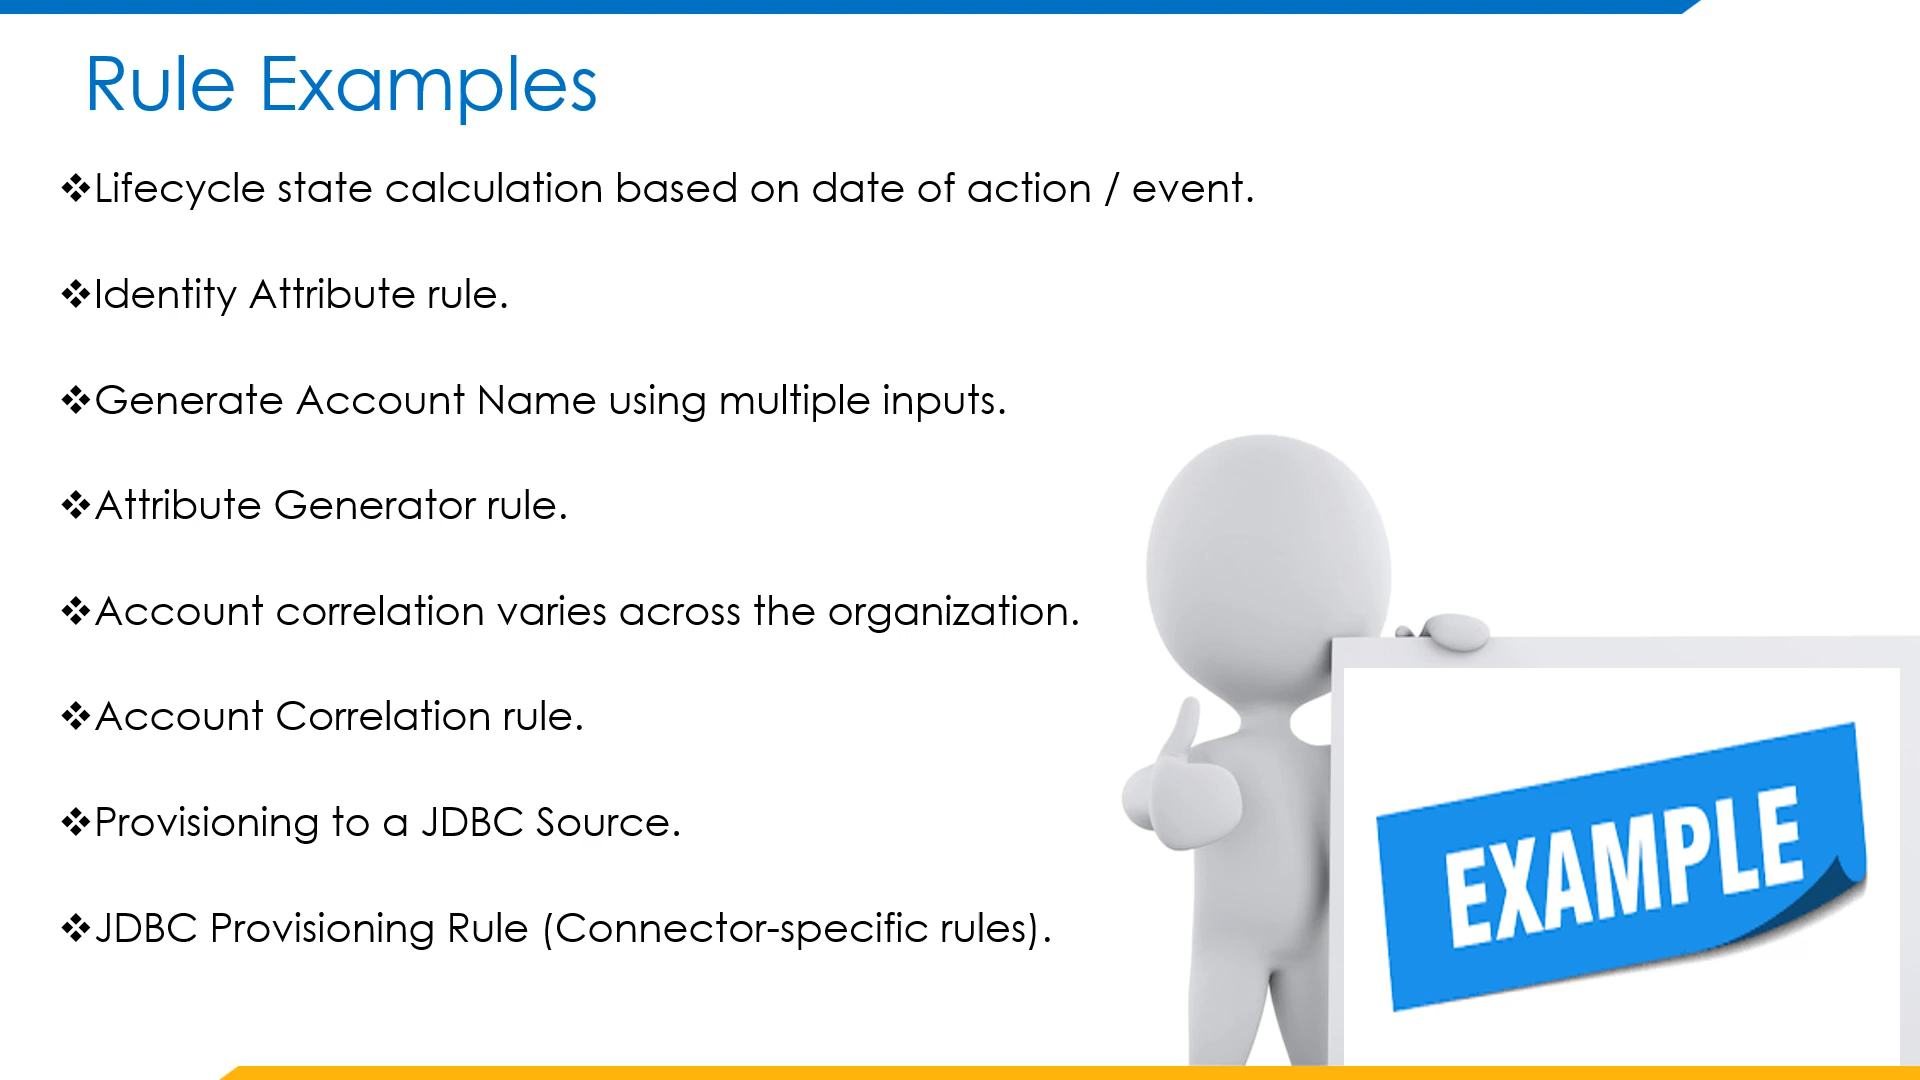 Rule Examples
❖Lifecycle state calculation based on date of action / event.
❖Identity Attribute rule.
❖Generate Account Name using multiple inputs.
❖Attribute Generator rule.
❖Account correlation varies across the organization.
❖Account Correlation rule.
❖Provisioning to a JDBC Source.
❖JDBC Provisioning Rule (Connector-specific rules).
EXAMPLE